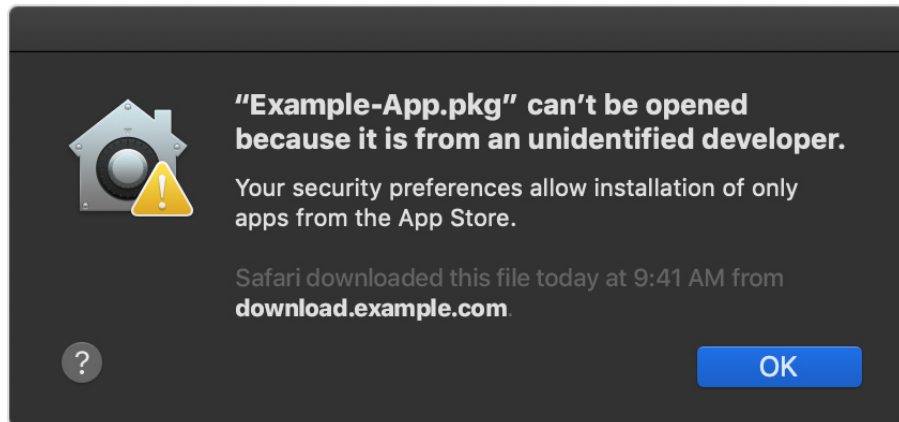 “Example-App.pkg” can’t be opened
because it is from an unidentified developer.
Your security preferences allow installation of only
apps from the App Store.
Safari downloaded this file today at 9:41 AM from
download.example.com.
?
OK